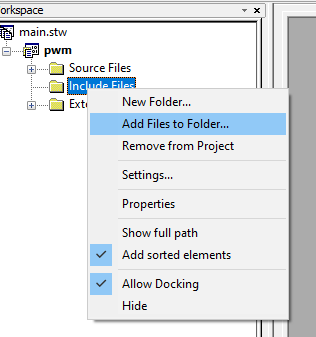 orkspace
main.stw
pwm
Source Files
Include Files
Exte
New Folder...
Add Files to Folder...
Remove from Project
Settings...
Properties
Show full path
Add sorted elements
Allow Docking
Hide